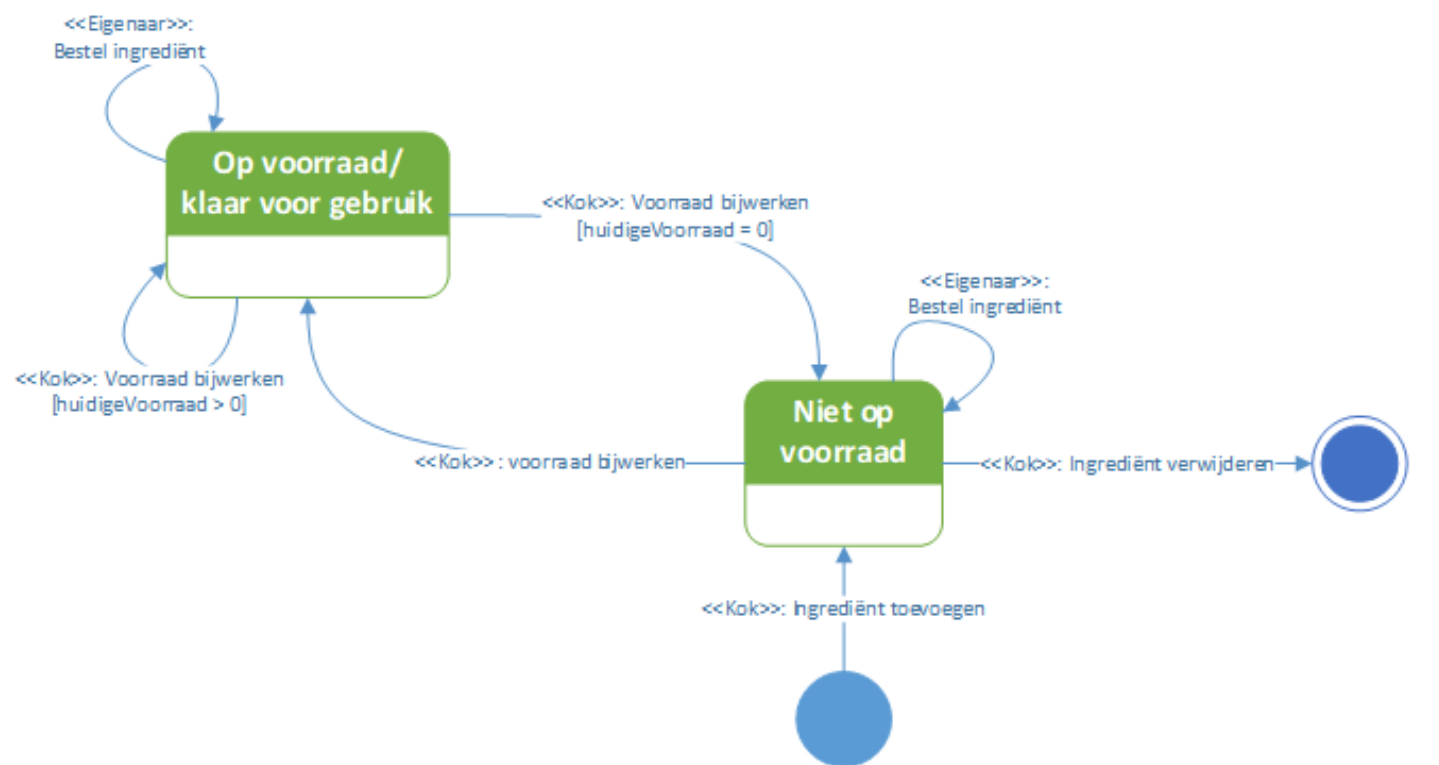 <<Eigenaar>>:
Bestel ingrediënt
Op voorraad/
klaar voor gebruik
<<Kok>>: Voorraad bijwerken
[huidigeVoorraad = 0]
<<Eigenaar>>:
Bestel ingrediënt
<<Kok>>: Voorraad bijwerken
[huidigeVoorraad > 0]
Niet op
voorraad
<<Kok>> : voorraad bijwerken
<<Kok>>: Ingrediënt verwijderen
<<Kok>>: Ingrediënt toevoegen